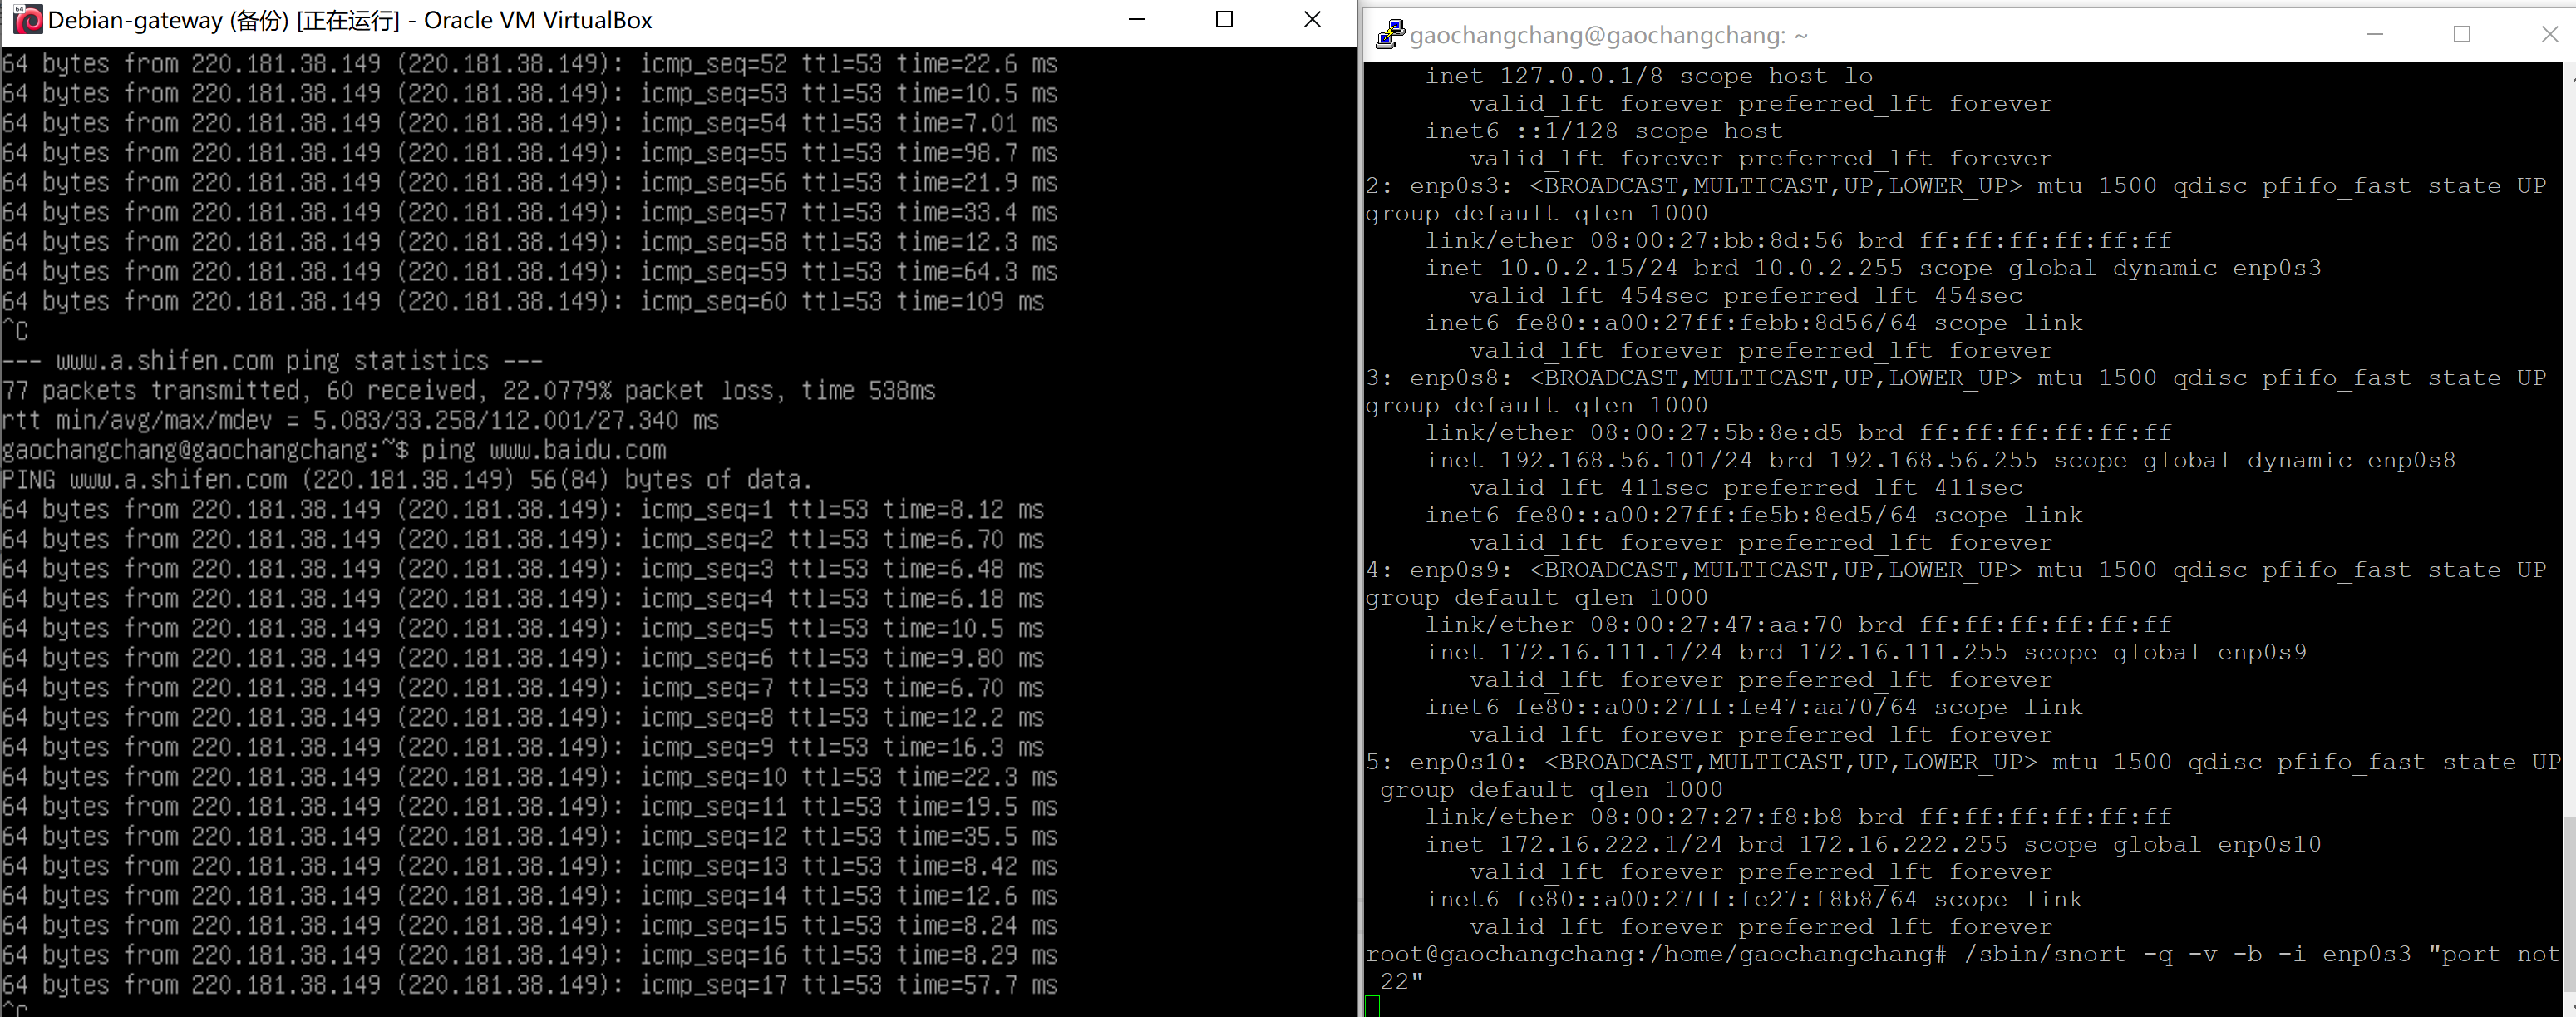 Debian-gateway (备份) [正在运行] - Oracle VM VirtualBox
64 bytes from 220.181.38.149 (220.181.38.149): icmp_seq=52 ttl=53 time=22.6 ms
64 bytes from 220.181.38.149 (220.181.38.149): icmp_seq=53 ttl=53 time=10.5 ms
64 bytes from 220.181.38.149 (220.181.38.149): icmp_seq=54 ttl=53 time=7.01 ms
64 bytes from 220.181.38.149 (220.181.38.149): icmp_seq=55 ttl=53 time=98.7 ms
64 bytes from 220.181.38.149 (220.181.38.149): icmp_seq=56 ttl=53 time=21.9 ms
64 bytes from 220.181.38.149 (220.181.38.149): icmp_seq=57 ttl=53 time=33.4 ms
64 bytes from 220.181.38.149 (220.181.38.149): icmp_seq=58 ttl=53 time=12.3 ms
64 bytes from 220.181.38.149 (220.181.38.149): icmp_seq=59 ttl=53 time=64.3 ms
64 bytes from 220.181.38.149 (220.181.38.149): icmp_seq=60 ttl=53 time=109 ms
^C
--- www.a.shifen.com ping statistics ---
77 packets transmitted, 60 received, 22.0779% packet loss, time 538ms
rtt min/avg/max/mdev = 5.083/33.258/112.001/27.340 ms
gaochangchang@gaochangchang:~$ ping www.baidu.com
PING www.a.shifen.com (220.181.38.149) 56(84) bytes of data.
64 bytes from 220.181.38.149 (220.181.38.149): icmp_seq=1 ttl=53 time=8.12 ms
64 bytes from 220.181.38.149 (220.181.38.149): icmp_seq=2 ttl=53 time=6.70 ms
64 bytes from 220.181.38.149 (220.181.38.149): icmp_seq=3 ttl=53 time=6.48 ms
64 bytes from 220.181.38.149 (220.181.38.149): icmp_seq=4 ttl=53 time=6.18 ms
64 bytes from 220.181.38.149 (220.181.38.149): icmp_seq=5 ttl=53 time=10.5 ms
64 bytes from 220.181.38.149 (220.181.38.149): icmp_seq=6 ttl=53 time=9.80 ms
64 bytes from 220.181.38.149 (220.181.38.149): icmp_seq=7 ttl=53 time=6.70 ms
64 bytes from 220.181.38.149 (220.181.38.149): icmp_seq=8 ttl=53 time=12.2 ms
64 bytes from 220.181.38.149 (220.181.38.149): icmp_seq=9 ttl=53 time=16.3 ms
64 bytes from 220.181.38.149 (220.181.38.149): icmp_seq=10 ttl=53 time=22.3 ms
64 bytes from 220.181.38.149 (220.181.38.149): icmp_seq=11 ttl=53 time=19.5 ms
64 bytes from 220.181.38.149 (220.181.38.149): icmp_seq=12 ttl=53 time=35.5 ms
64 bytes from 220.181.38.149 (220.181.38.149): icmp_seq=13 ttl=53 time=8.42 ms
64 bytes from 220.181.38.149 (220.181.38.149): icmp_seq=14 ttl=53 time=12.6 ms
64 bytes from 220.181.38.149 (220.181.38.149): icmp_seq=15 ttl=53 time=8.24 ms
64 bytes from 220.181.38.149 (220.181.38.149): icmp_seq=16 ttl=53 time=8.29 ms
64 bytes from 220.181.38.149 (220.181.38.149): icmp_seq=17 ttl=53 time=57.7 ms
^C
gaochangchang@gaochangchang: ~
inet 127.0.0.1/8 scope host lo
valid_lft forever preferred_lft forever
inet6 ::1/128 scope host
valid_lft forever preferred_lft forever
2: enp0s3: <BROADCAST,MULTICAST,UP,LOWER_UP> mtu 1500 qdisc pfifo_fast state UP
group default qlen 1000
link/ether 08:00:27:bb:8d:56 brd ff:ff:ff:ff:ff:ff
inet 10.0.2.15/24 brd 10.0.2.255 scope global dynamic enp0s3
valid_lft 454sec preferred_lft 454sec
inet6 fe80::a00:27ff:febb:8d56/64 scope link
valid_lft forever preferred_lft forever
3: enp0s8: <BROADCAST,MULTICAST,UP,LOWER_UP> mtu 1500 qdisc pfifo_fast state UP
group default qlen 1000
link/ether 08:00:27:5b:8e:d5 brd ff:ff:ff:ff:ff:ff
inet 192.168.56.101/24 brd 192.168.56.255 scope global dynamic enp0s8
valid_lft 411sec preferred_lft 411sec
inet6 fe80::a00:27ff:fe5b:8ed5/64 scope link
valid_lft forever preferred_lft forever
4: enp0s9: <BROADCAST,MULTICAST,UP,LOWER_UP> mtu 1500 qdisc pfifo_fast state UP
group default qlen 1000
link/ether 08:00:27:47:aa:70 brd ff:ff:ff:ff:ff:ff
inet 172.16.111.1/24 brd 172.16.111.255 scope global enp0s9
valid_lft forever preferred_lft forever
inet6 fe80::a00:27ff:fe47:aa70/64 scope link
valid_lft forever preferred_lft forever
5: enp0s10: <BROADCAST,MULTICAST,UP,LOWER_UP> mtu 1500 qdisc pfifo_fast state UP
group default qlen 1000
link/ether 08:00:27:27:f8:b8 brd ff:ff:ff:ff:ff:ff
inet 172.16.222.1/24 brd 172.16.222.255 scope global enp0s10
valid_lft forever preferred_lft forever
inet6 fe80::a00:27ff:fe27:f8b8/64 scope link
valid_lft forever preferred_lft forever
root@gaochangchang:/home/gaochangchang# /sbin/snort -q -v -b -i enp0s3 "port not
22"